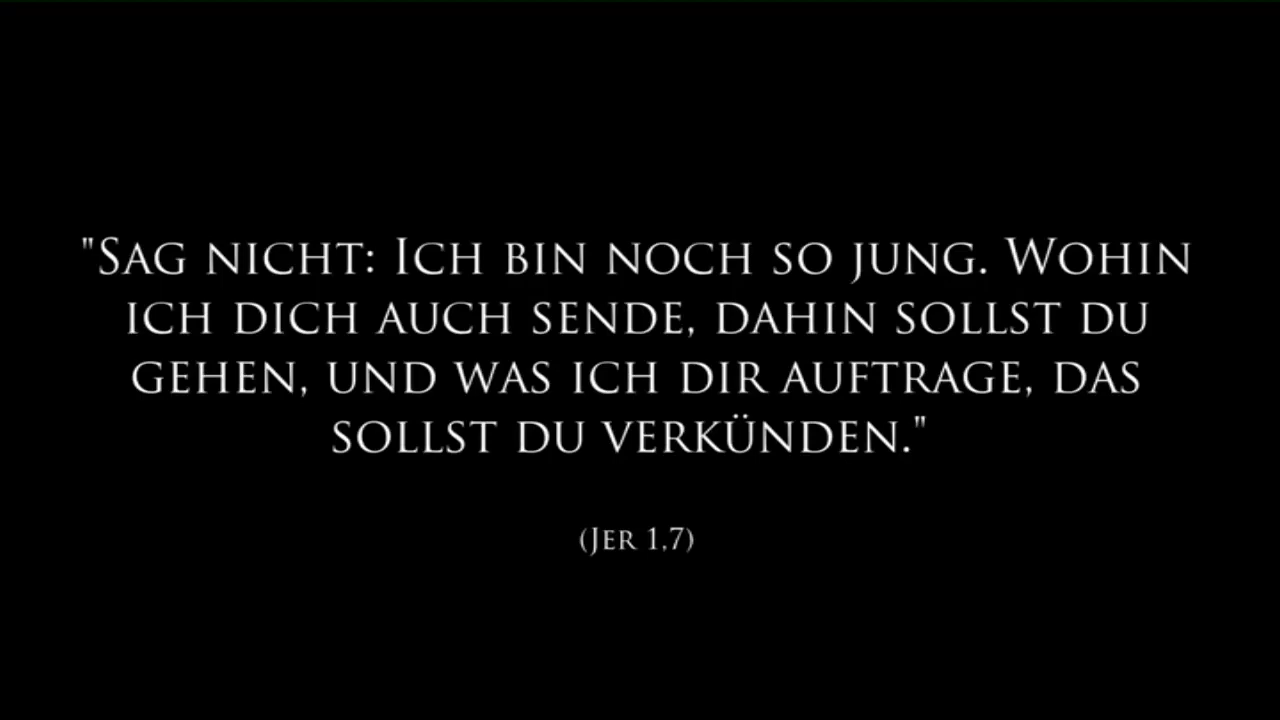 "Sag nicht: Ich bin noch so jung. Wohin
ich dich auch sende, dahin sollst du
gehen, und was ich dir auftrage, das
sollst du verkünden."
(Jer 1,7)